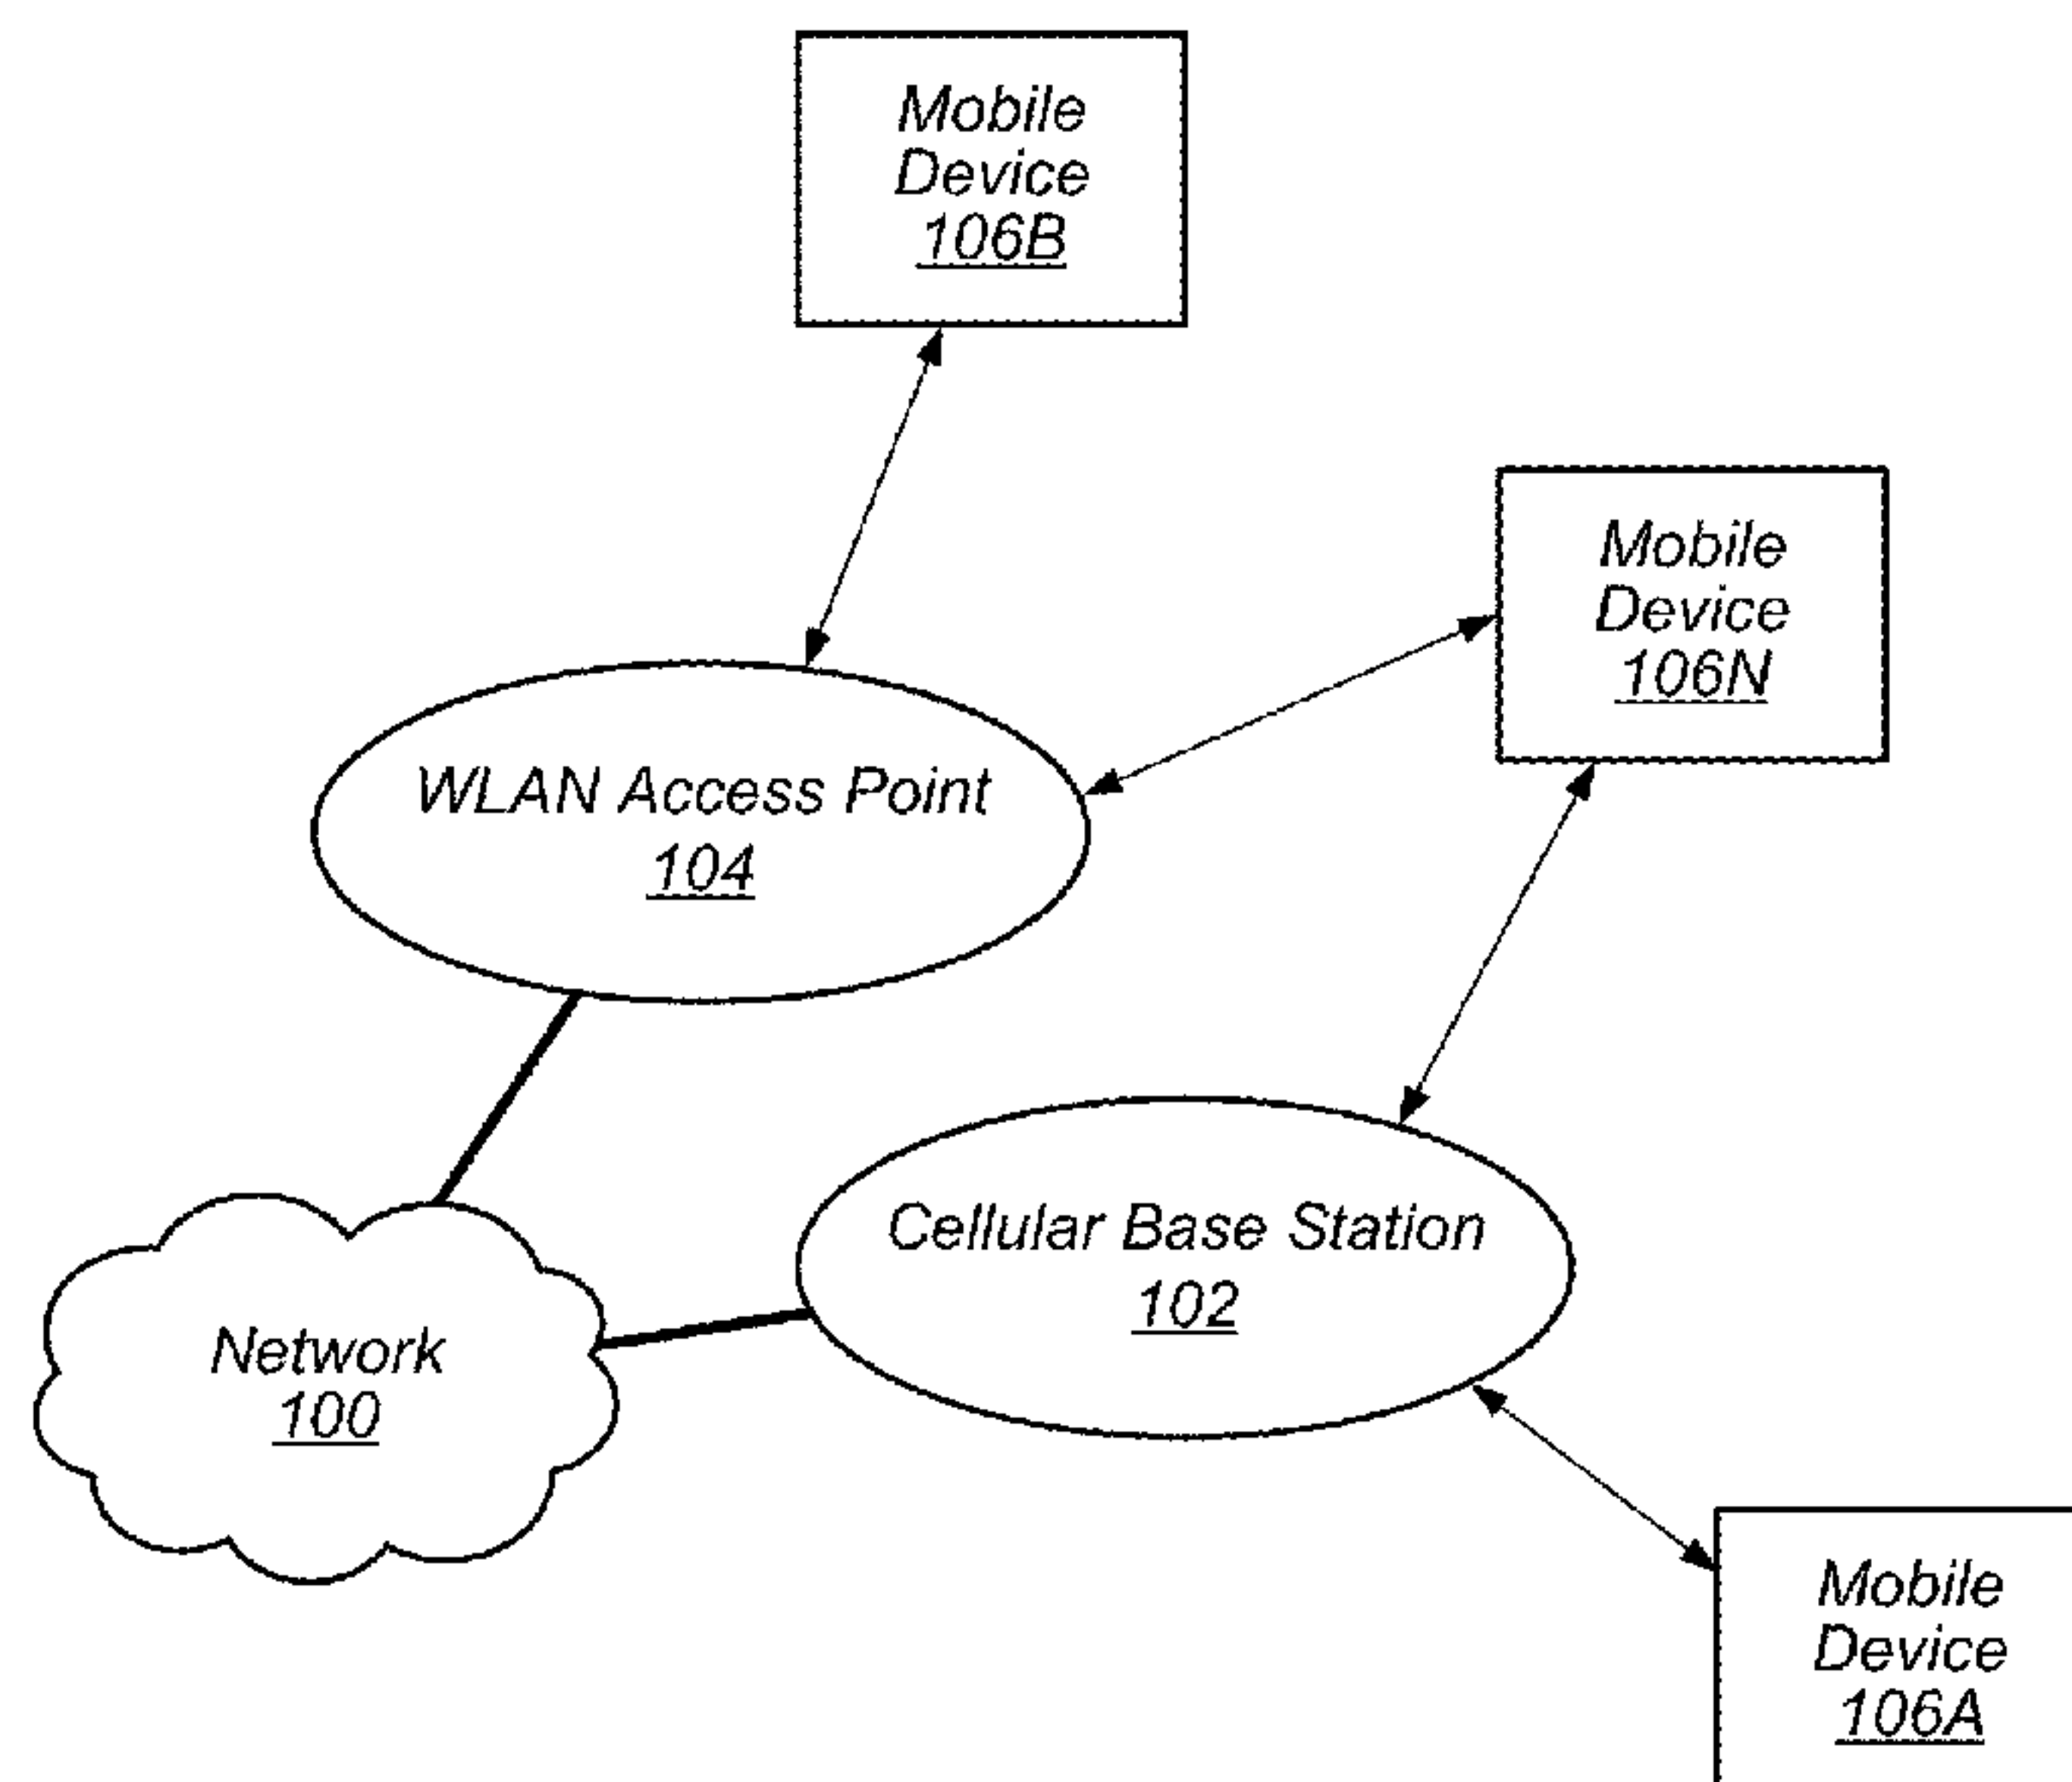 Mobile
Device
106B
Mobile
Device
106N
WLAN Access Point
104
Cellular Base Station
102
Network
100
Mobile
Device
106A